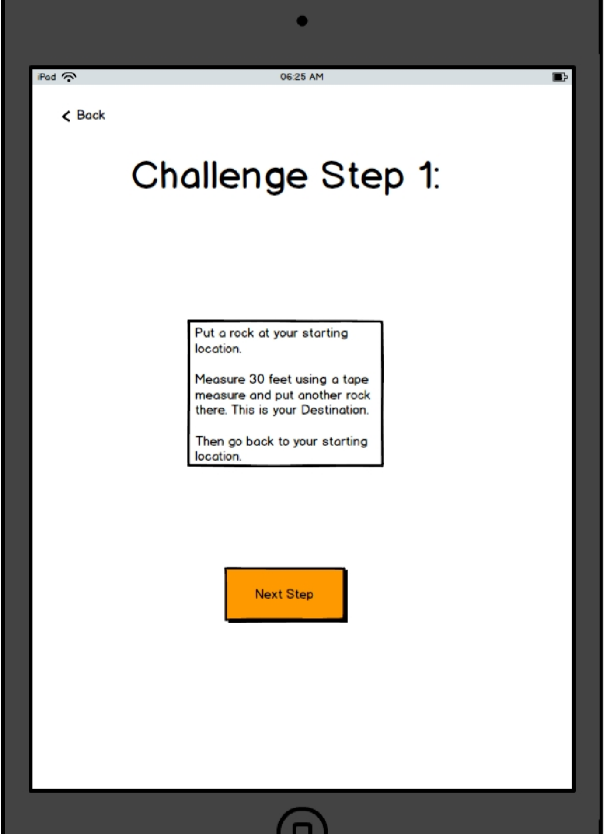 iPad
06:25 AM
Back
Challenge Step 1:
Put a rock at your starting
location.
Measure 30 feet using a tape
measure and put another rock
there. This is your Destination.
Then go back to your starting
location.
Next Step